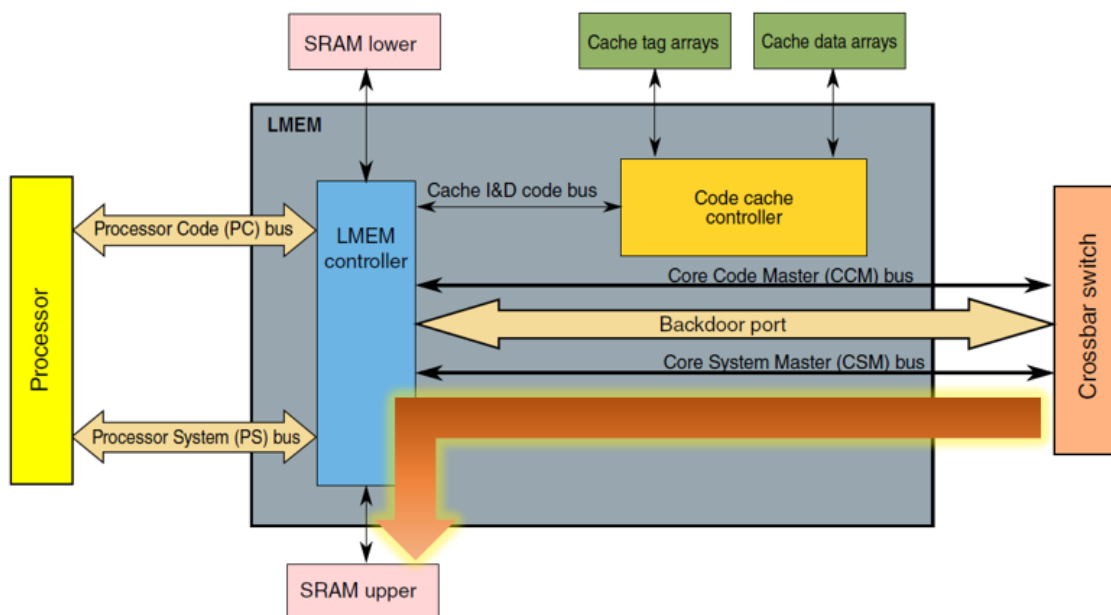 SRAM lower
Cache tag arrays
Cache data arrays
LMEM
Cache I&D code bus
Code cache
controller
Processor Code (PC) bus
LMEM
controller
Core Code Master (CCM) bus
Backdoor port
Core System Master (CSM) bus
Processor
Crossbar switch
Processor System (PS) bus
SRAM upper